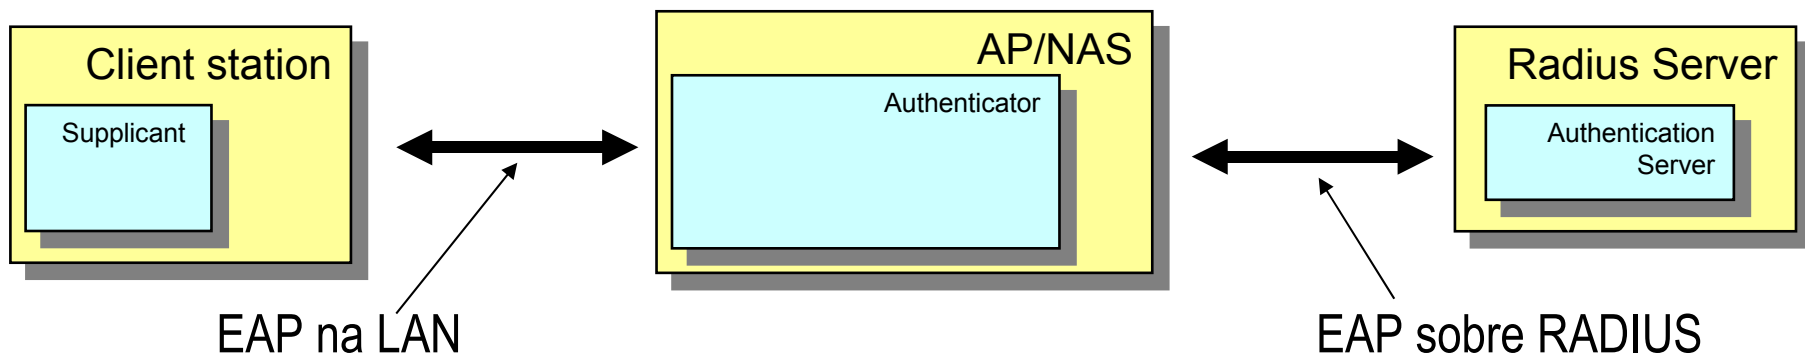 Client station
Supplicant
AP/NAS
Authenticator
Radius Server
Authentication
Server
EAP na LAN
EAP sobre RADIUS